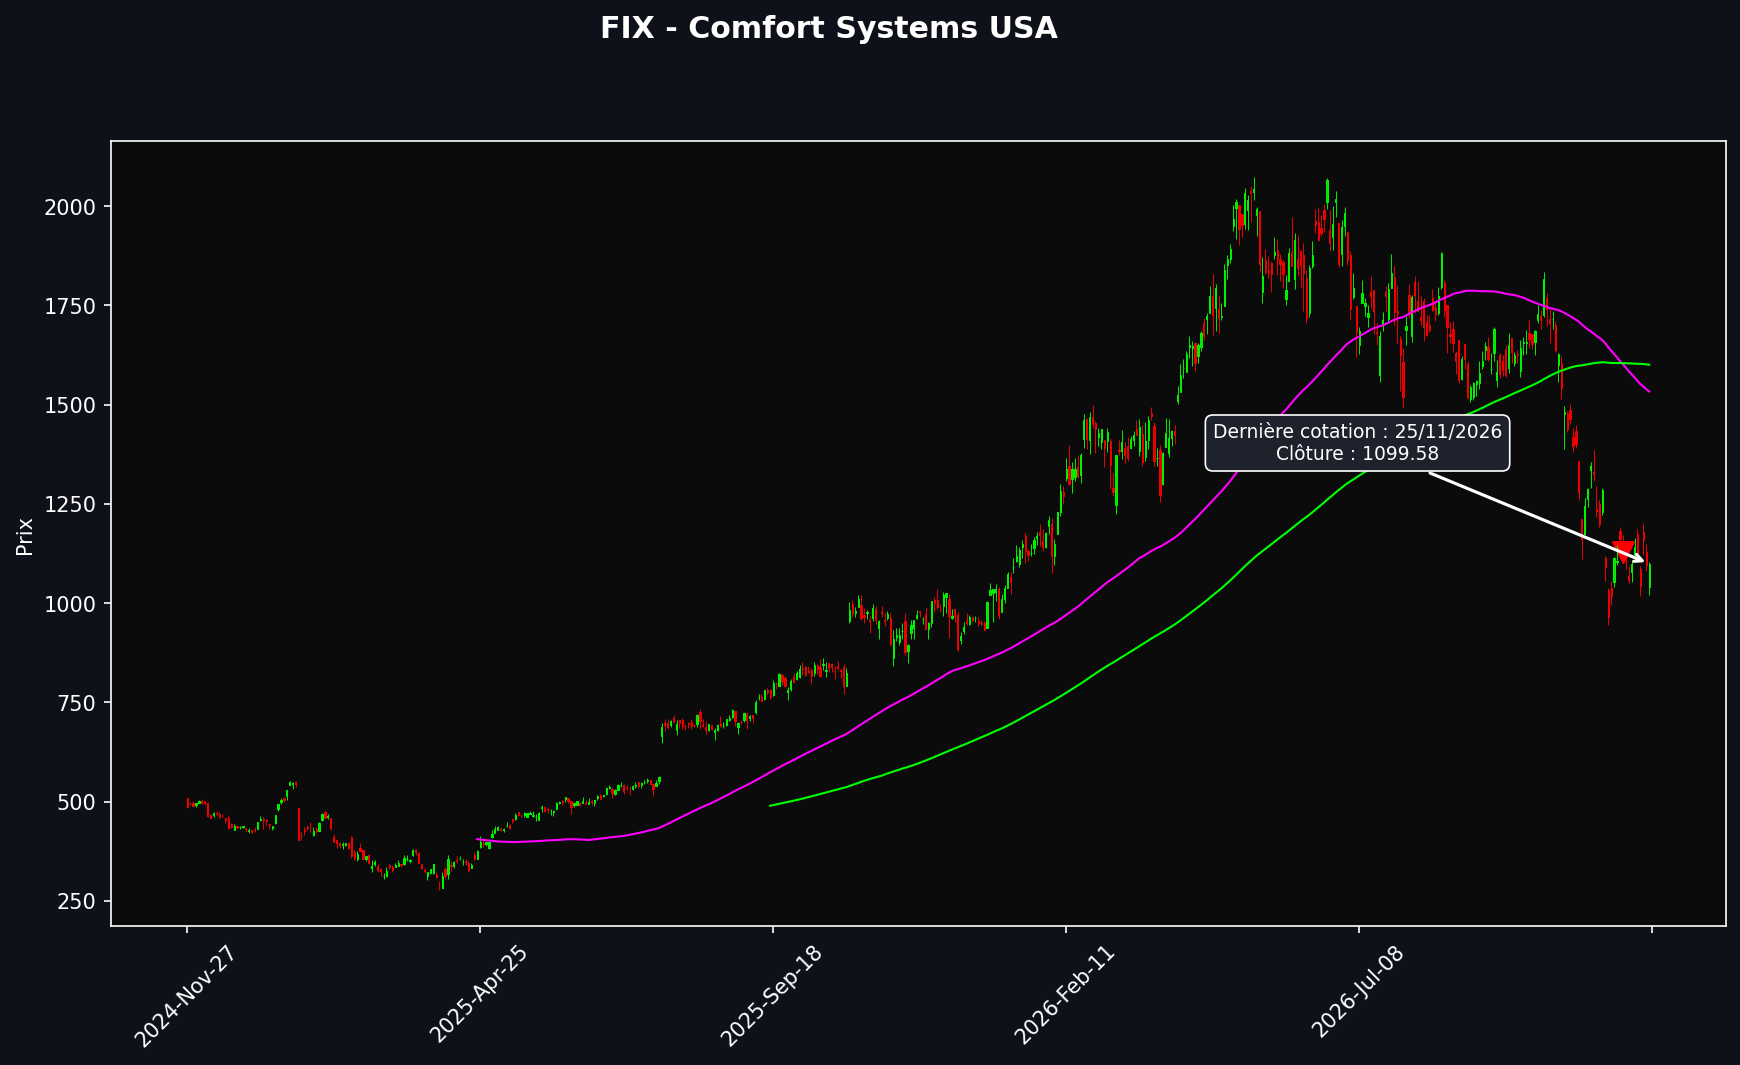 FIX - Comfort Systems USA
2000
1750
1500
1250
1000
750
500
250
Prix
Dernière cotation : 25/11/2026
Clôture : 1099.58
2024-Nov-27
2025-Apr-25
2025-Sep-18
2026-Feb-11
2026-Jul-08